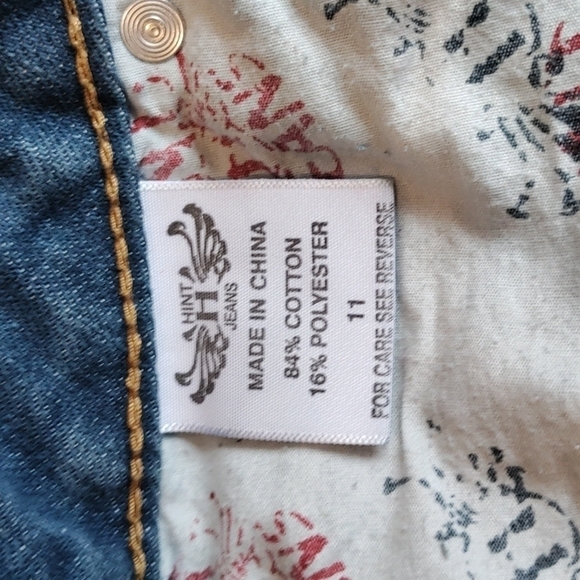 HINT
H
JEANS
MADE IN CHINA
84% COTTON
16% POLYESTER
11
FOR CARE SEE REVERSE